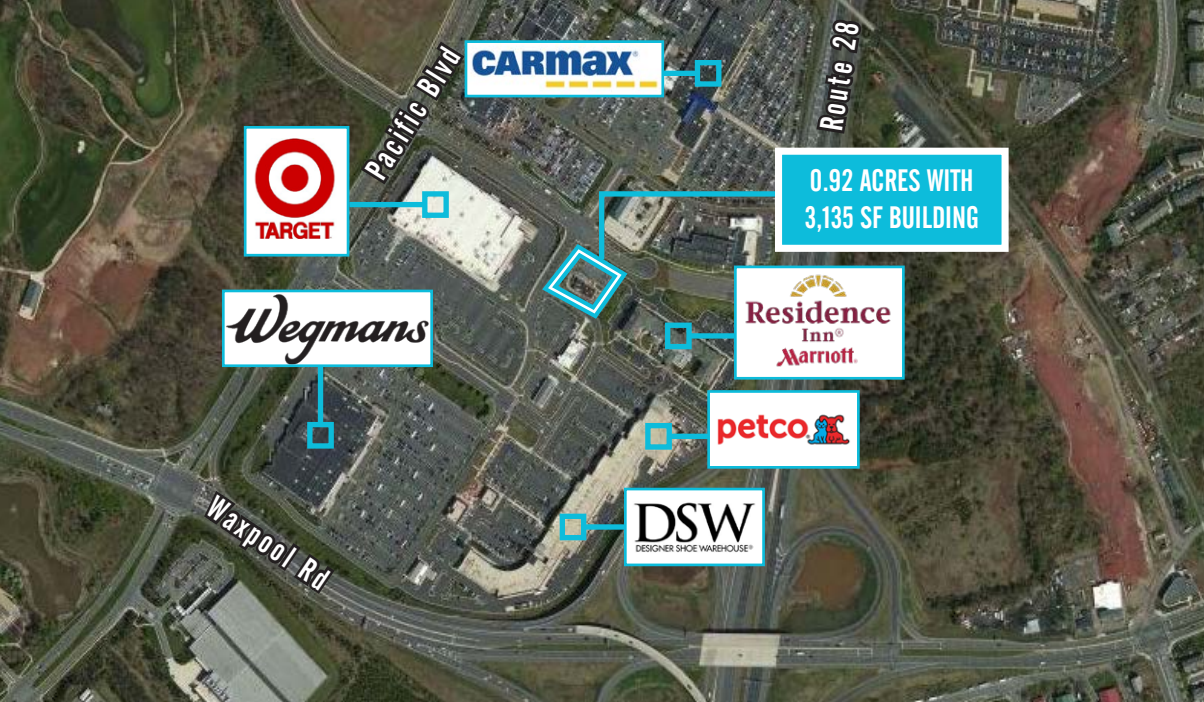 Route 28
CARMAX
Pacific Blvd
TARGET
0.92 ACRES WITH
3,135 SF BUILDING
Residence
Inn®
Marriott®
Wegmans
petco®
DSW
DESIGNER SHOE WAREHOUSE®
Waxpool Rd